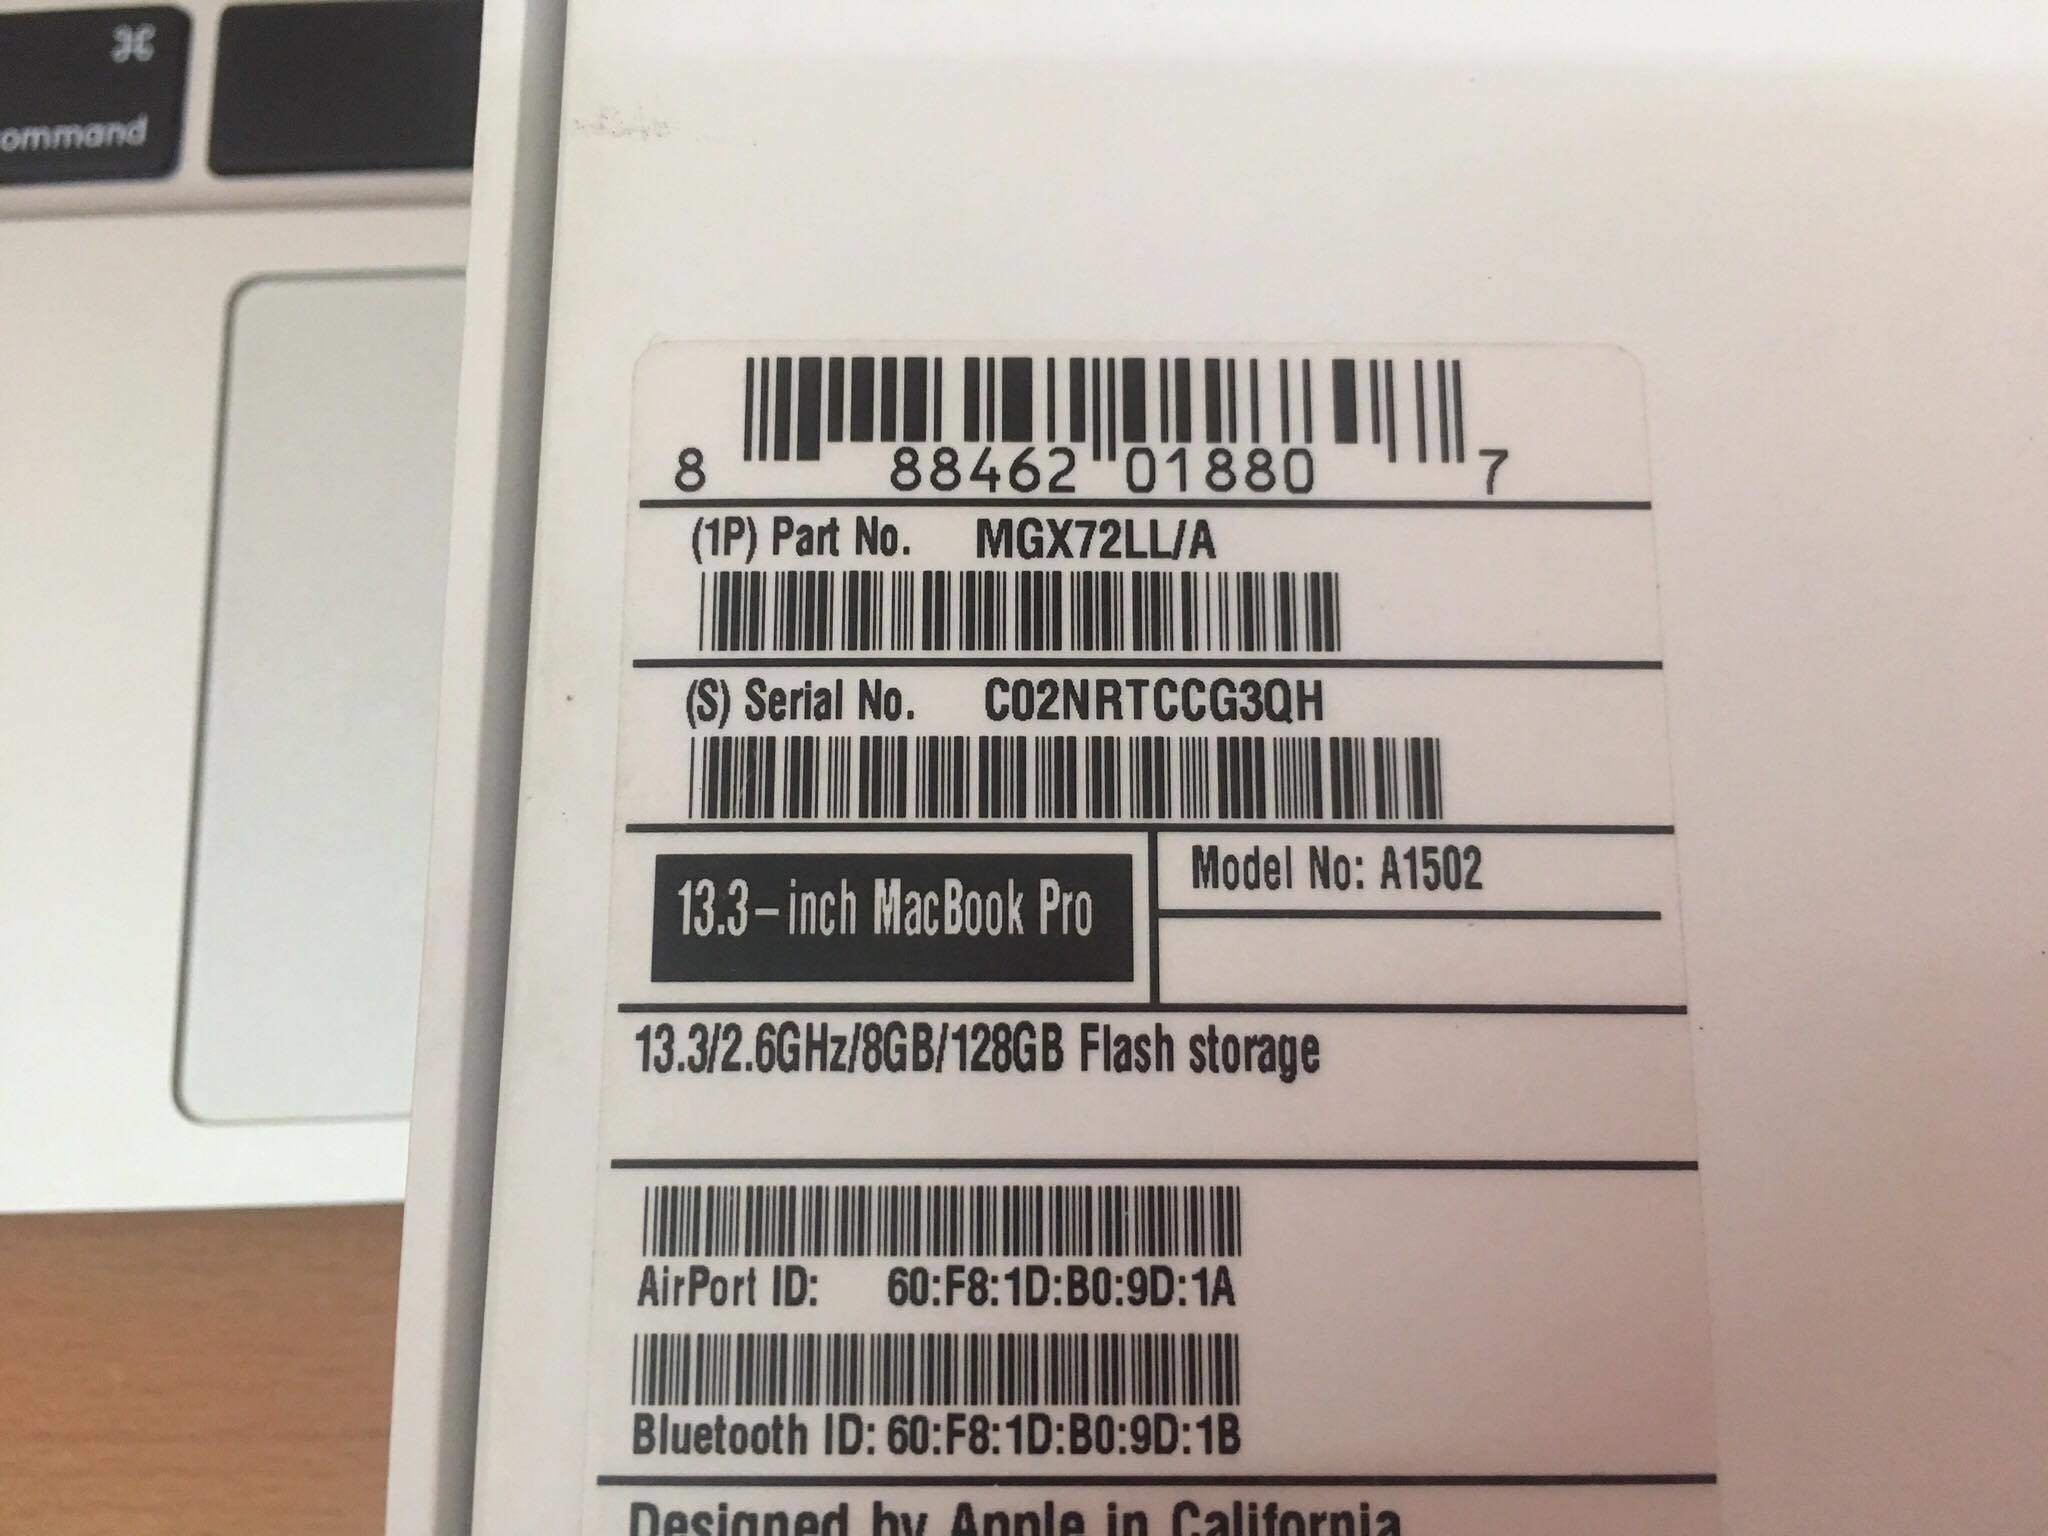 ⌘
command
8 88462 01880 7
(1P) Part No. MGX72LL/A
(S) Serial No. C02NRTCCG3QH
13.3-inch MacBook Pro
Model No: A1502
13.3/2.6GHz/8GB/128GB Flash storage
AirPort ID: 60:F8:1D:B0:9D:1A
Bluetooth ID: 60:F8:1D:B0:9D:1B
Designed by Apple in California